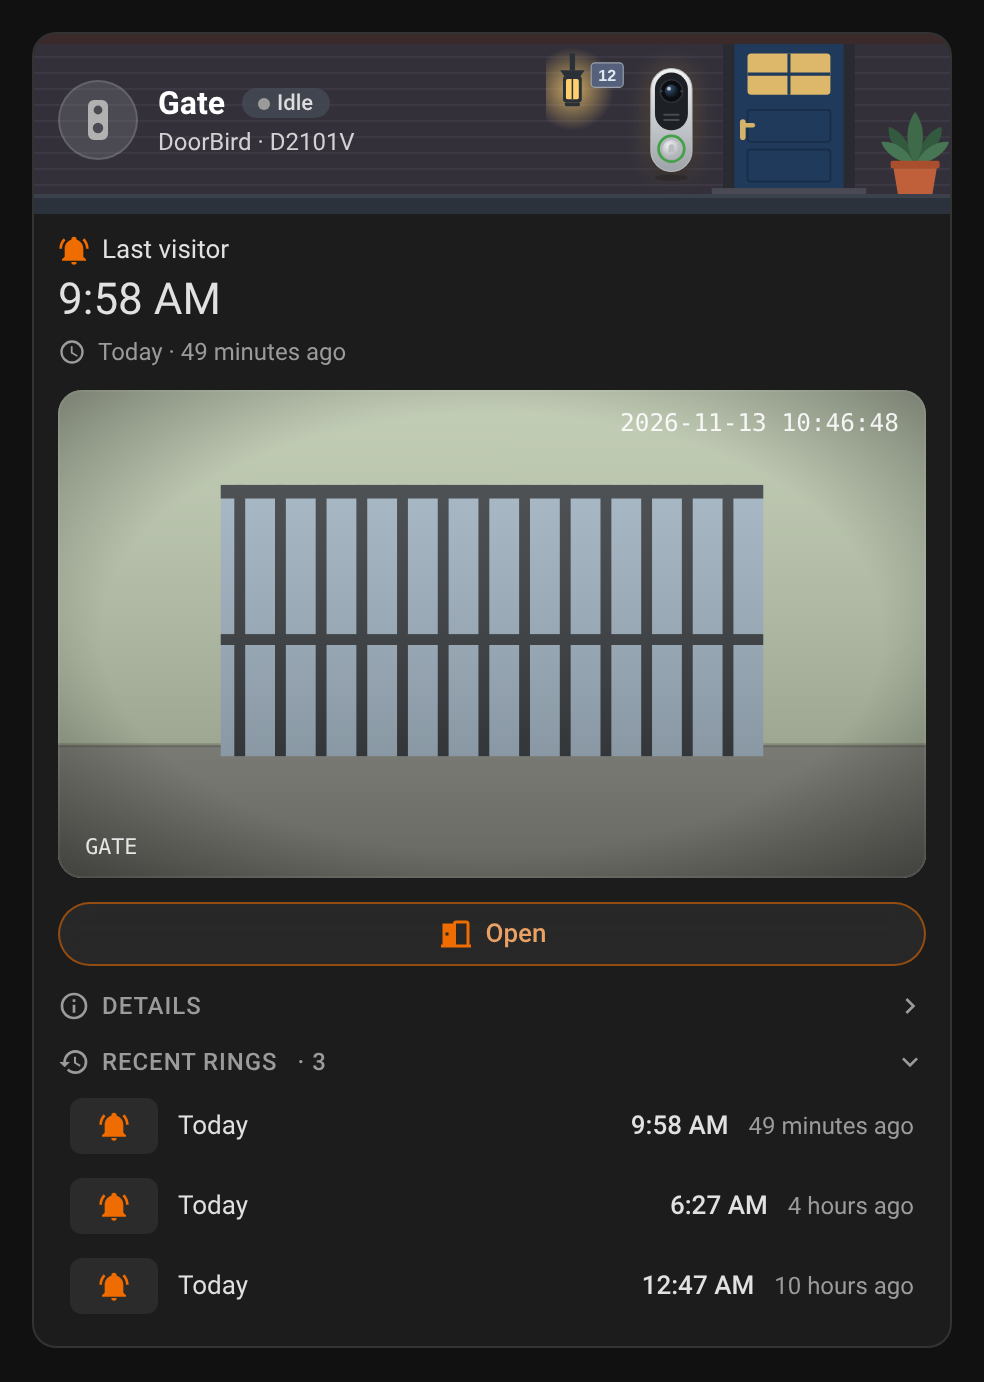 Gate
Idle
DoorBird · D2101V
12
Last visitor
9:58 AM
Today · 49 minutes ago
2026-11-13 10:46:48
GATE
Open
DETAILS
RECENT RINGS · 3
Today 9:58 AM 49 minutes ago
Today 6:27 AM 4 hours ago
Today 12:47 AM 10 hours ago